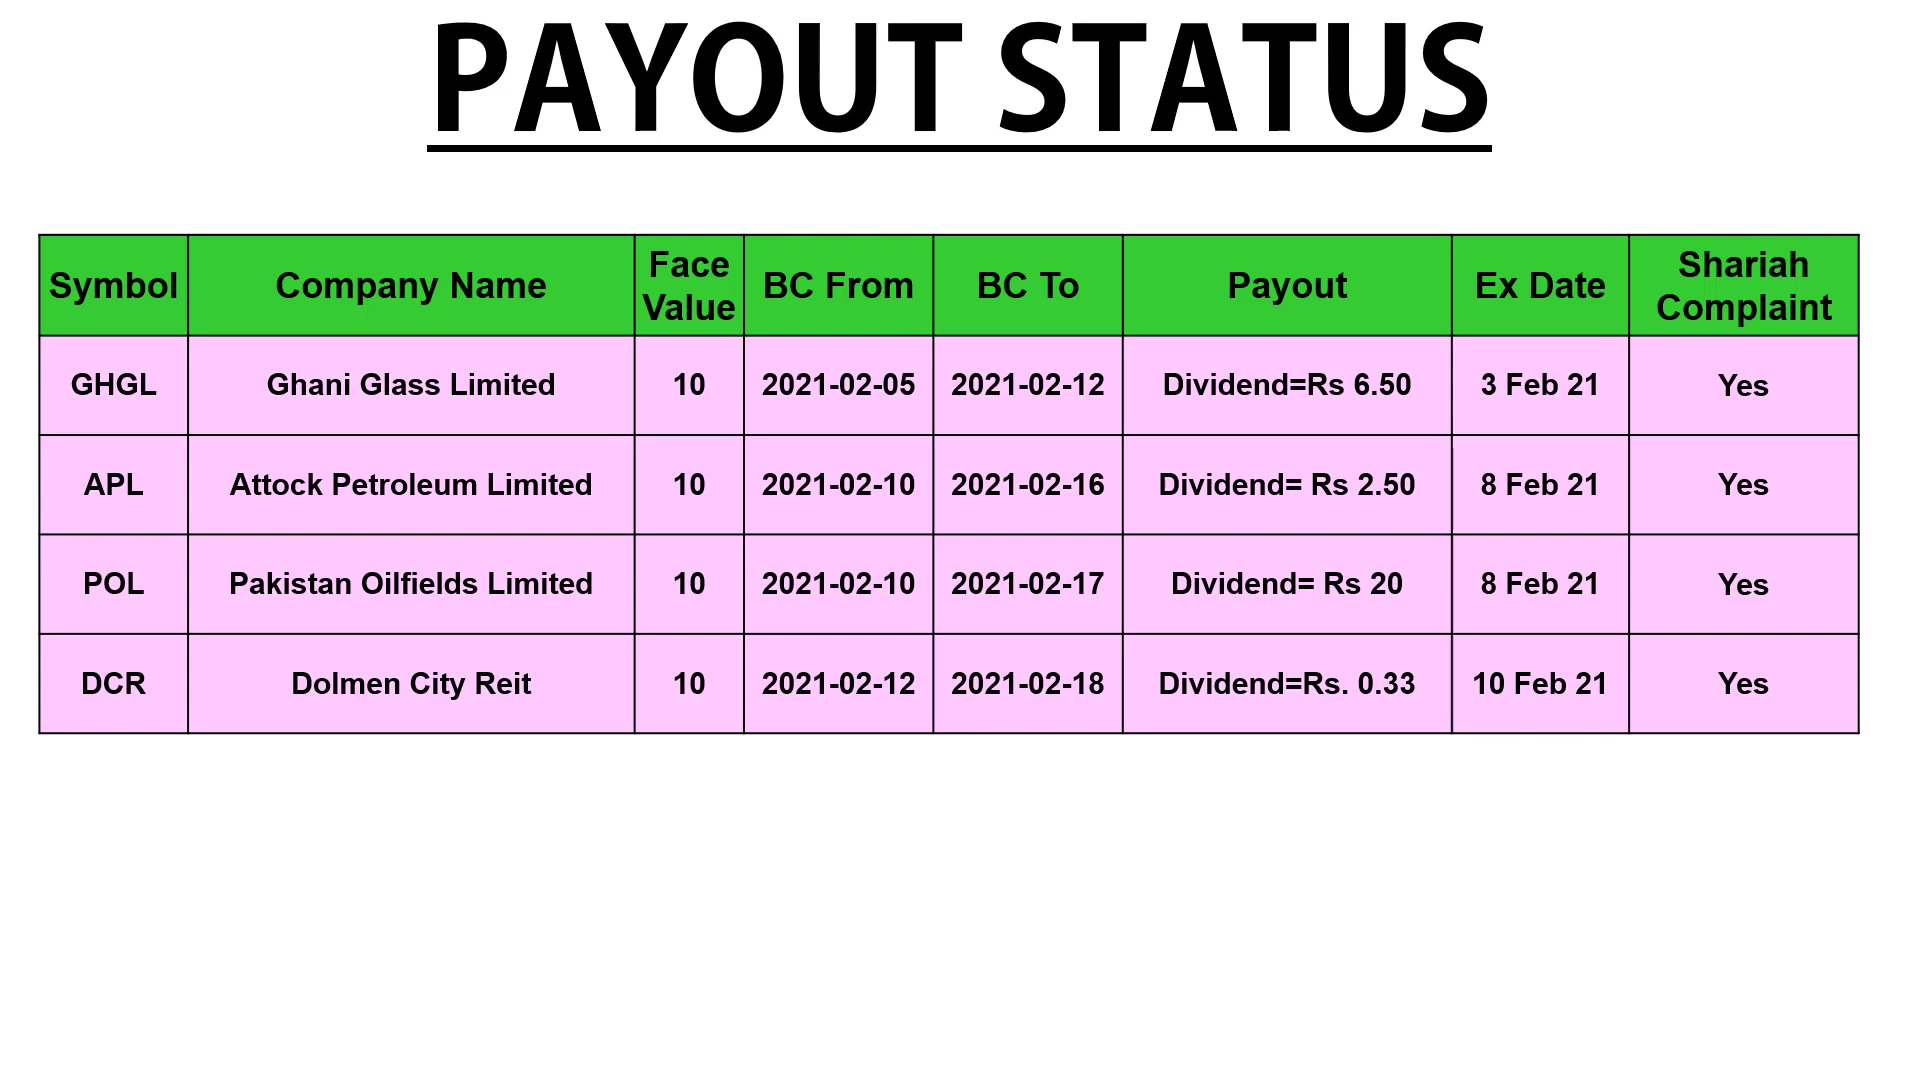 PAYOUT STATUS
Symbol Company Name Face Value BC From BC To Payout Ex Date Shariah Complaint
GHGL Ghani Glass Limited 10 2021-02-05 2021-02-12 Dividend=Rs 6.50 3 Feb 21 Yes
APL Attock Petroleum Limited 10 2021-02-10 2021-02-16 Dividend= Rs 2.50 8 Feb 21 Yes
POL Pakistan Oilfields Limited 10 2021-02-10 2021-02-17 Dividend= Rs 20 8 Feb 21 Yes
DCR Dolmen City Reit 10 2021-02-12 2021-02-18 Dividend=Rs. 0.33 10 Feb 21 Yes